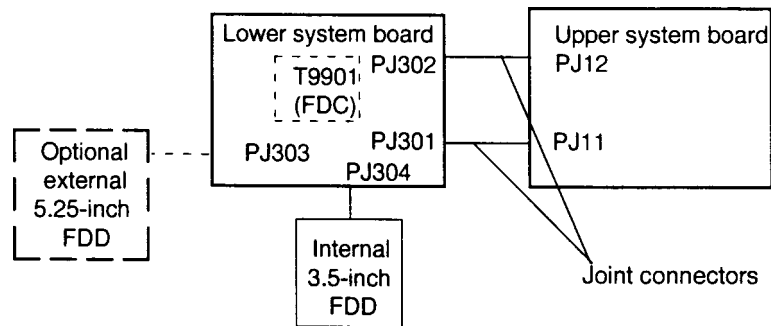 Lower system board
Upper system board
T9901
(FDC)
PJ302
PJ12
PJ301
PJ11
PJ303
PJ304
Optional
external
5.25-inch
FDD
Internal
3.5-inch
FDD
Joint connectors